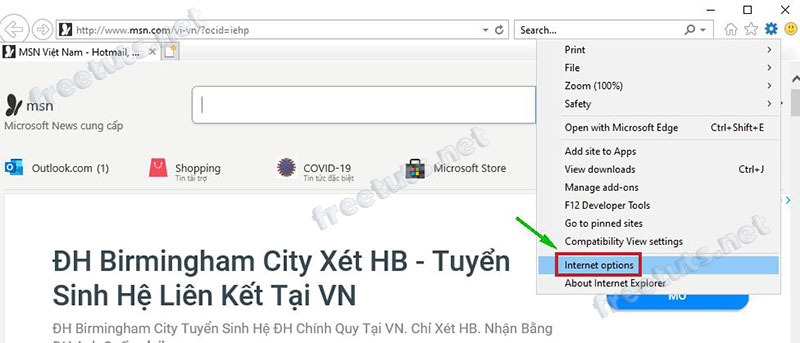 http://www.msn.com/vi-vn/?ocid=iehp
Search...
MSN Việt Nam - Hotmail, ...
Print
File
Zoom (100%)
Safety
Open with Microsoft Edge Ctrl+Shift+E
Add site to Apps
View downloads Ctrl+J
Manage add-ons
F12 Developer Tools
Go to pinned sites
Compatibility View settings
Internet options
About Internet Explorer
msn
Microsoft News cung cấp
Outlook.com (1)
Shopping
Tin tài trợ
COVID-19
Tin tức đặc biệt
Microsoft Store
ĐH Birmingham City Xét HB - Tuyển
Sinh Hệ Liên Kết Tại VN
ĐH Birmingham City Tuyển Sinh Hệ ĐH Chính Quy Tại VN. Chỉ Xét HB. Nhận Bằng
freetuts.net
freetuts.net
freetuts.net
freetuts.net